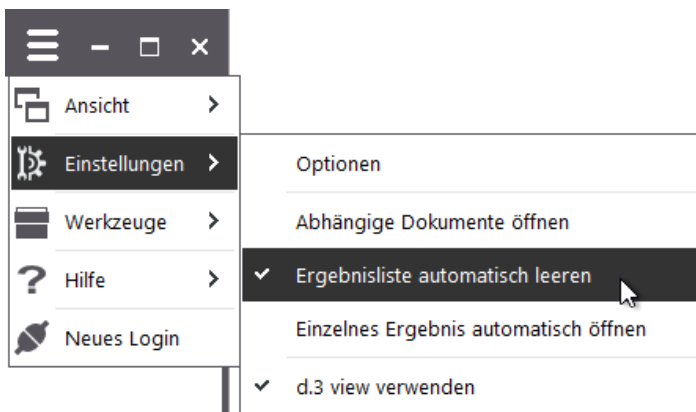 Ansicht
Einstellungen
Werkzeuge
Hilfe
Neues Login
Optionen
Abhängige Dokumente öffnen
Ergebnisliste automatisch leeren
Einzelnes Ergebnis automatisch öffnen
d.3 view verwenden